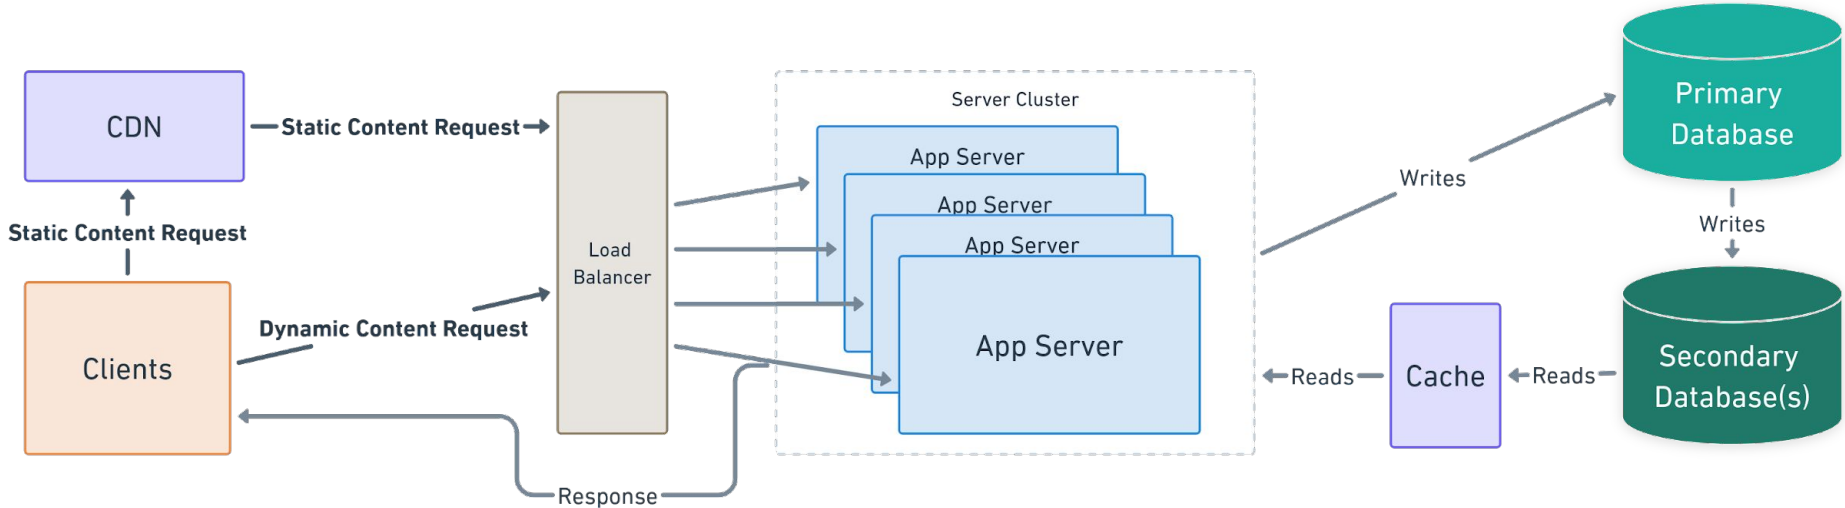 CDN
Static Content Request
Static Content Request
Clients
Dynamic Content Request
Load
Balancer
Response
Server Cluster
App Server
App Server
App Server
App Server
Writes
Primary
Database
Writes
Secondary
Database(s)
Reads
Cache
Reads